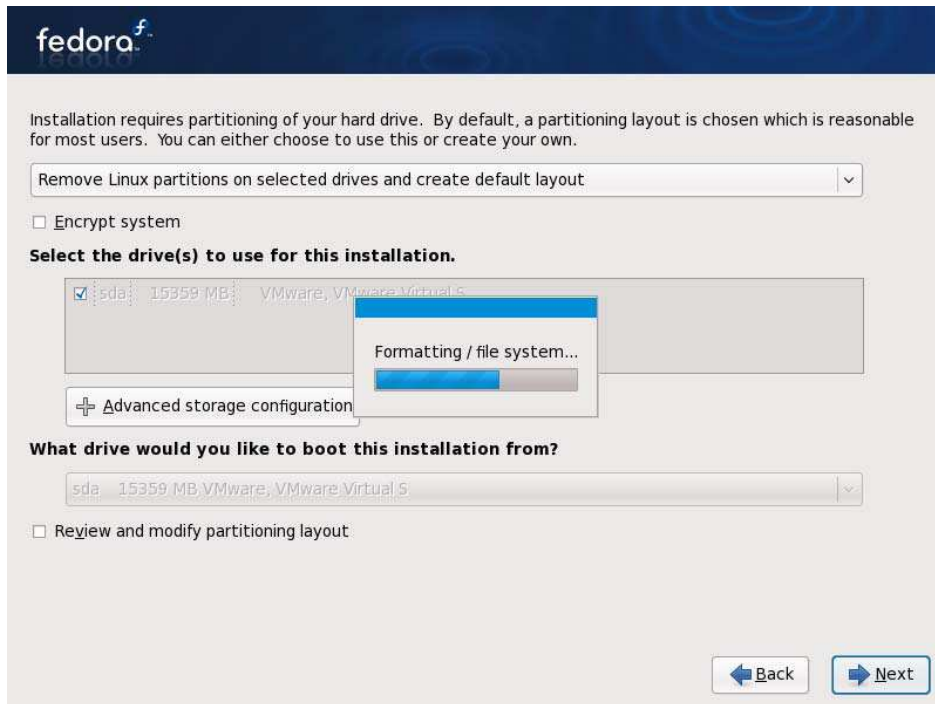 fedora
Installation requires partitioning of your hard drive.  By default, a partitioning layout is chosen which is reasonable
for most users.  You can either choose to use this or create your own.
Remove Linux partitions on selected drives and create default layout
Encrypt system
Select the drive(s) to use for this installation.
sda 15359 MB VMware, VMware Virtual S
Formatting / file system...
Advanced storage configuration
What drive would you like to boot this installation from?
sda 15359 MB VMware, VMware Virtual S
Review and modify partitioning layout
Back
Next